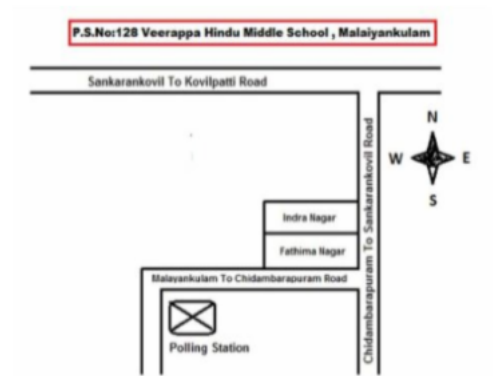 P.S.No:128 Veerappa Hindu Middle School , Malaiyankulam
Sankarankovil To Kovilpatti Road
N
W
E
S
Chidambarapuram To Sankarankovil Road
Indra Nagar
Fathima Nagar
Malayankulam To Chidambarapuram Road
Polling Station